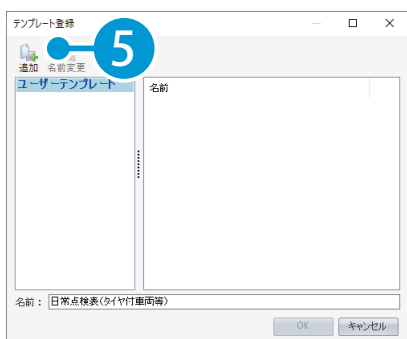 テンプレート登録
5
追加 名前変更
ユーザーテンプレート 名前
名前： 日常点検表(タイヤ付車両等)
OK キャンセル